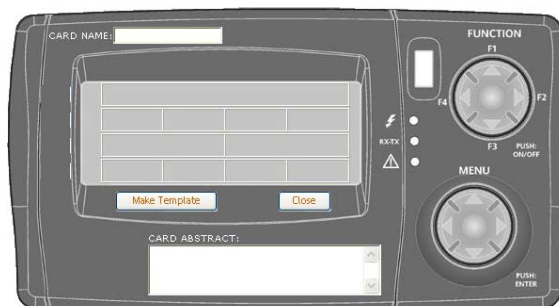 CARD NAME:
FUNCTION
F1
F4
F2
F3
RX-TX
PUSH:
ON/OFF
MENU
Make Template
Close
CARD ABSTRACT:
PUSH:
ENTER